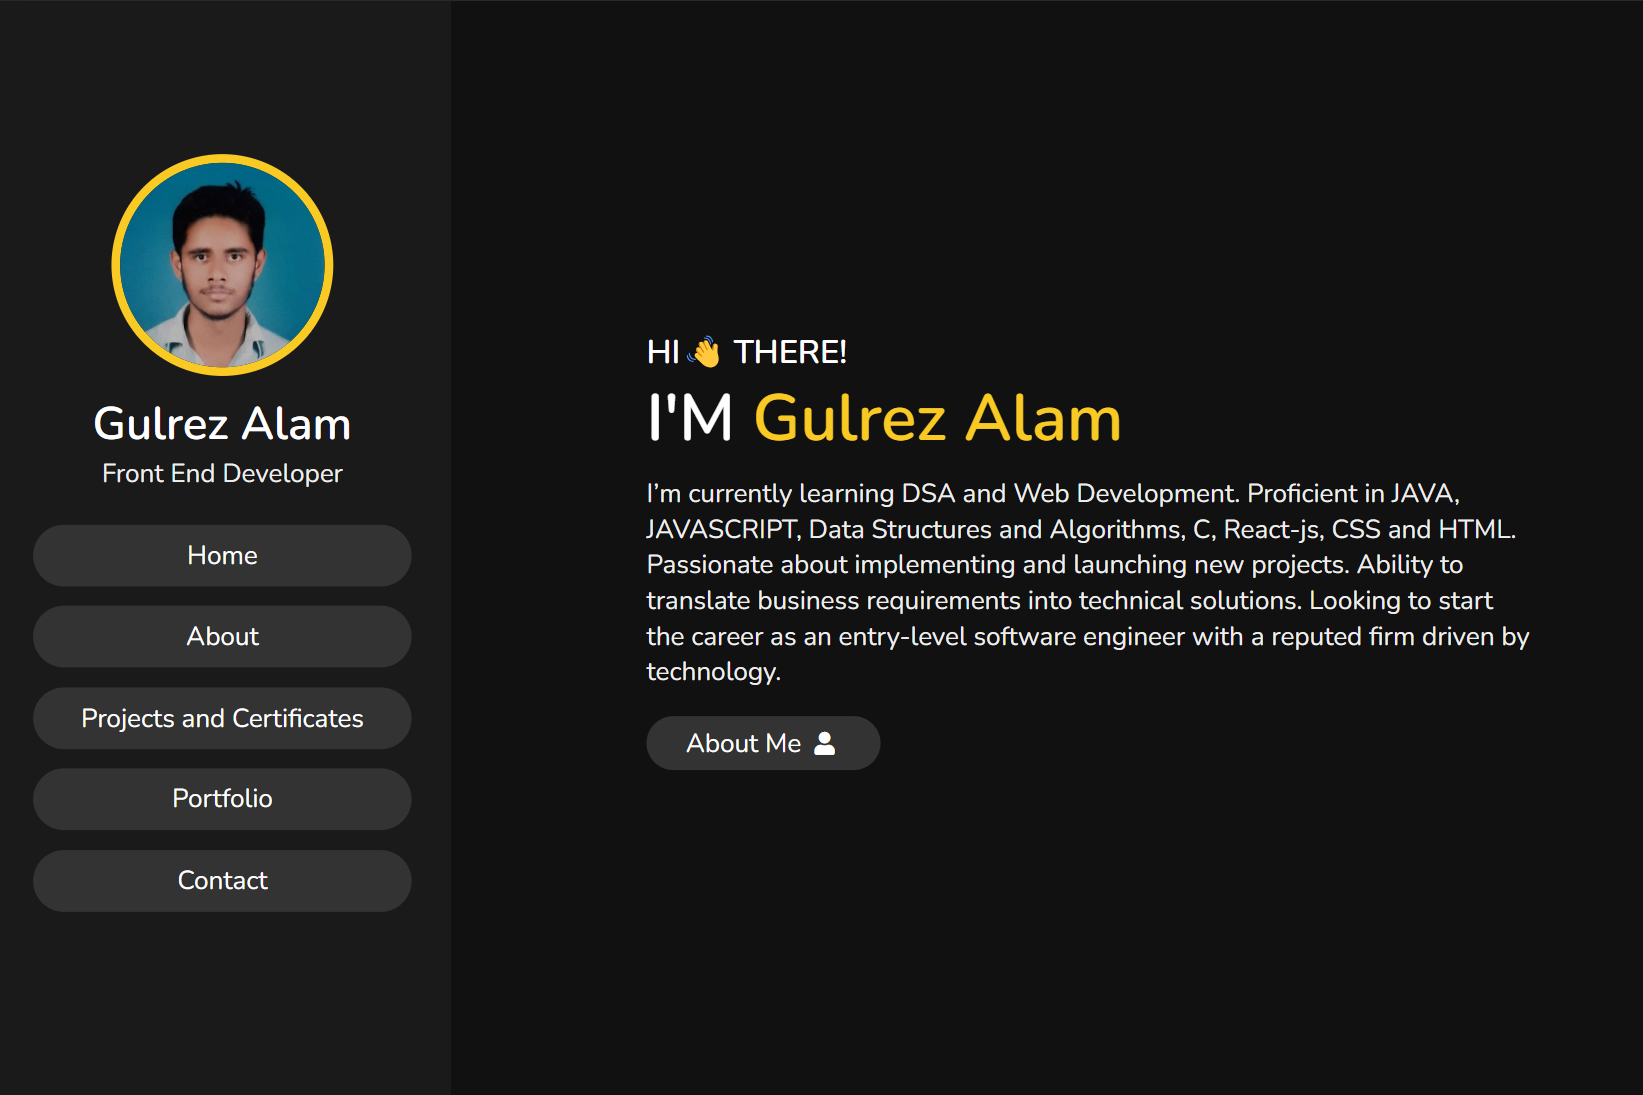 Gulrez Alam
Front End Developer
Home
About
Projects and Certificates
Portfolio
Contact
HI 👋 THERE!
I'M Gulrez Alam
I’m currently learning DSA and Web Development. Proficient in JAVA,
JAVASCRIPT, Data Structures and Algorithms, C, React-js, CSS and HTML.
Passionate about implementing and launching new projects. Ability to
translate business requirements into technical solutions. Looking to start
the career as an entry-level software engineer with a reputed firm driven by
technology.
About Me